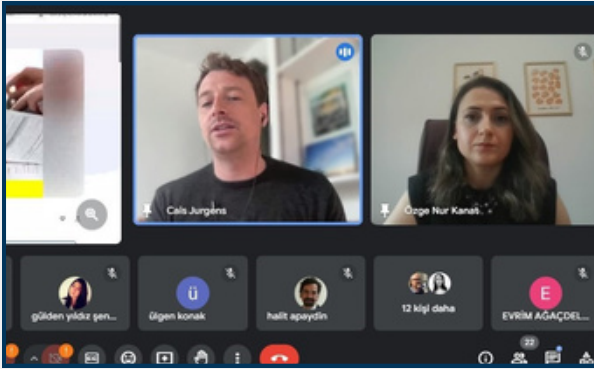 Cais Jurgens
Özge Nur Kanat
gülden yıldız şen...
ü
ülgen konak
halit apaydin
12 kişi daha
E
EVRİM AĞAÇDEL...
22